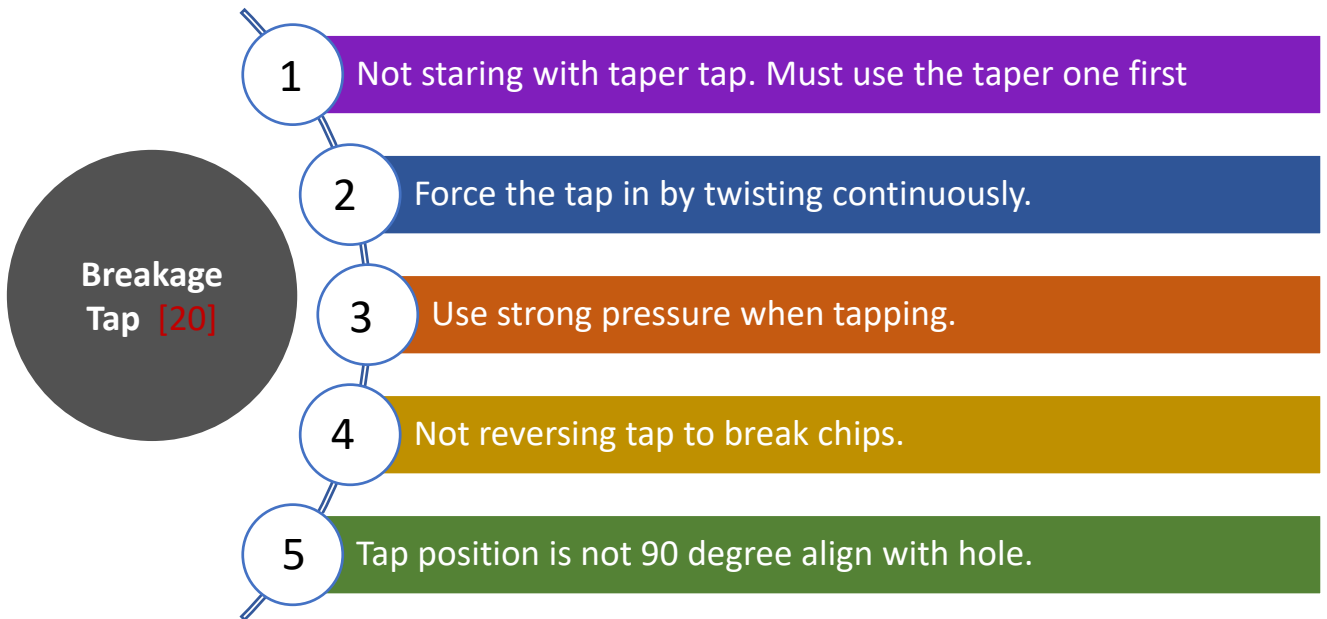 Breakage
Tap [20]
1
Not staring with taper tap. Must use the taper one first
2
Force the tap in by twisting continuously.
3
Use strong pressure when tapping.
4
Not reversing tap to break chips.
5
Tap position is not 90 degree align with hole.